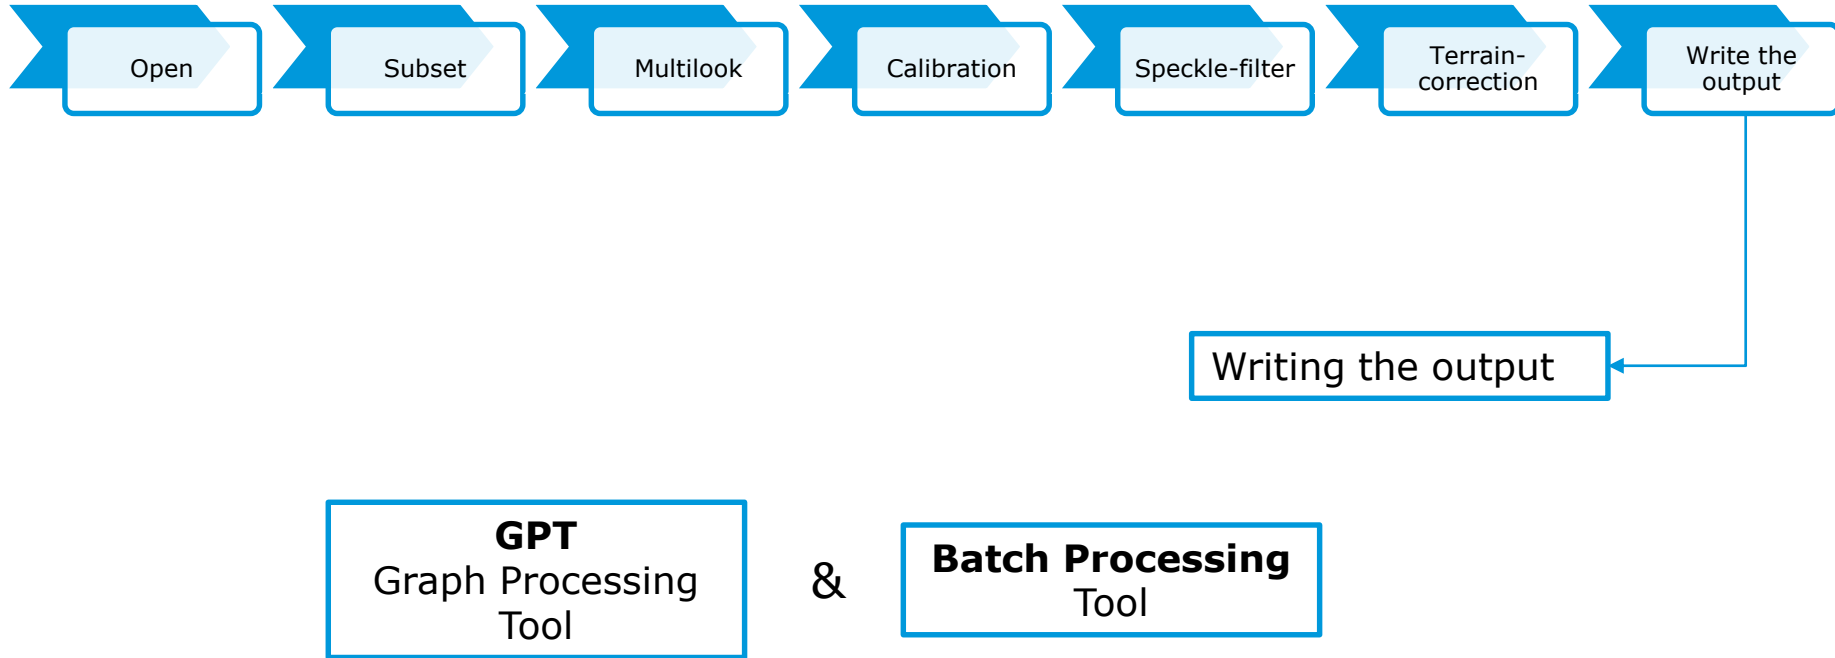 Open
Subset
Multilook
Calibration
Speckle-filter
Terrain-
correction
Write the
output
Writing the output
GPT
Graph Processing
Tool
&
Batch Processing
Tool